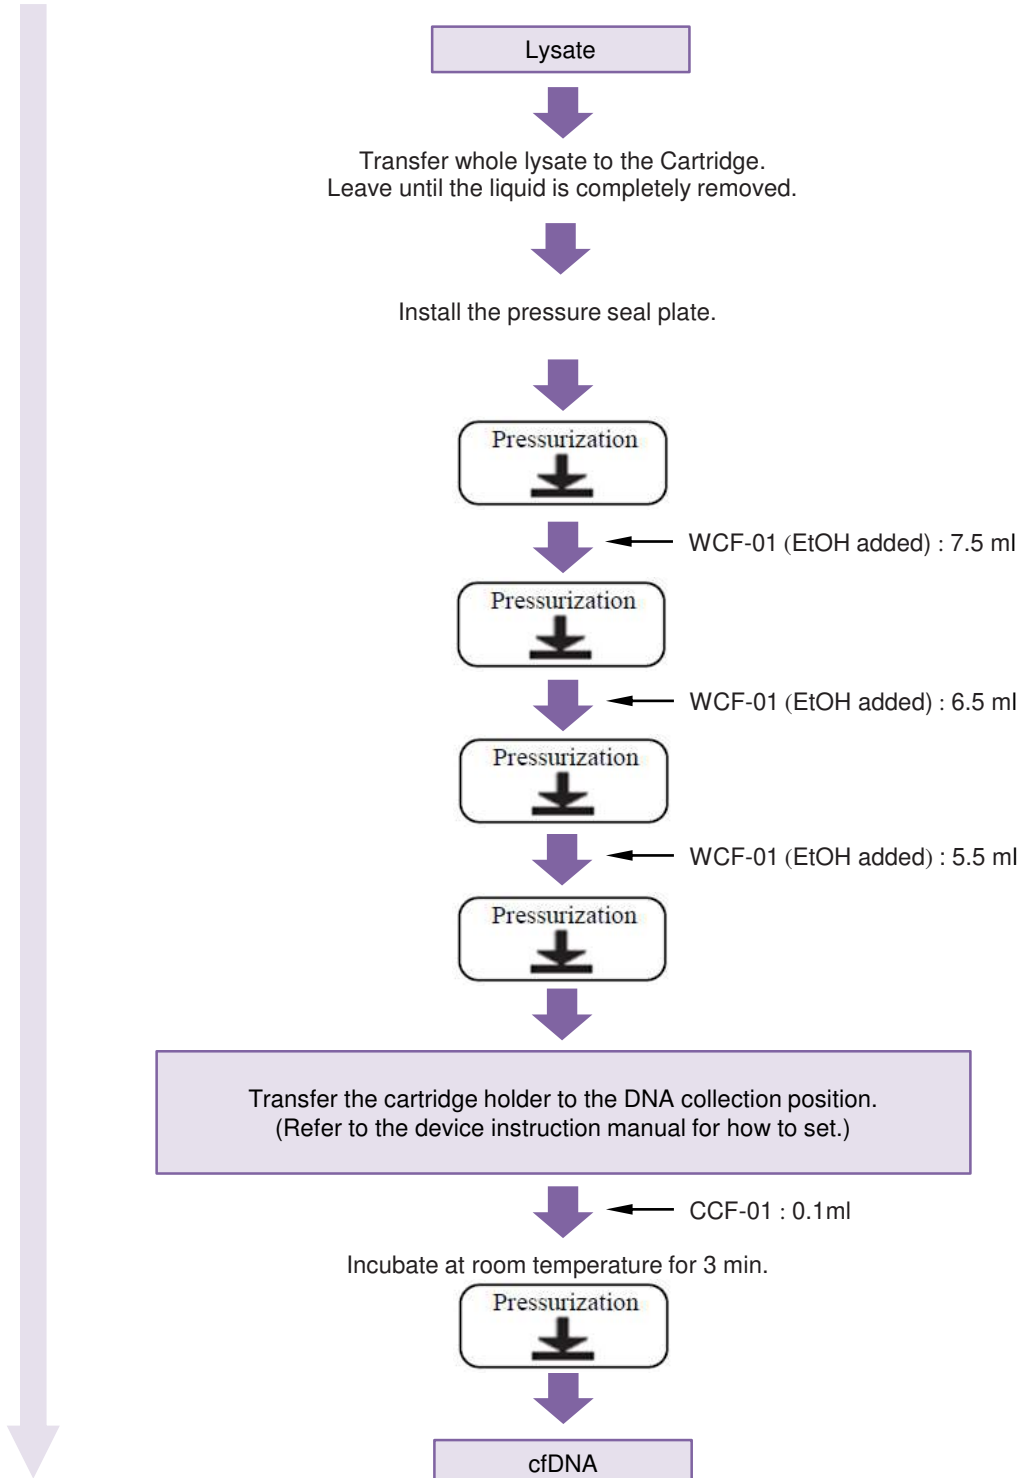 Lysate
Transfer whole lysate to the Cartridge.
Leave until the liquid is completely removed.
Install the pressure seal plate.
Pressurization
WCF-01 (EtOH added) : 7.5 ml
Pressurization
WCF-01 (EtOH added) : 6.5 ml
Pressurization
WCF-01 (EtOH added) : 5.5 ml
Pressurization
Transfer the cartridge holder to the DNA collection position.
(Refer to the device instruction manual for how to set.)
CCF-01 : 0.1ml
Incubate at room temperature for 3 min.
Pressurization
cfDNA